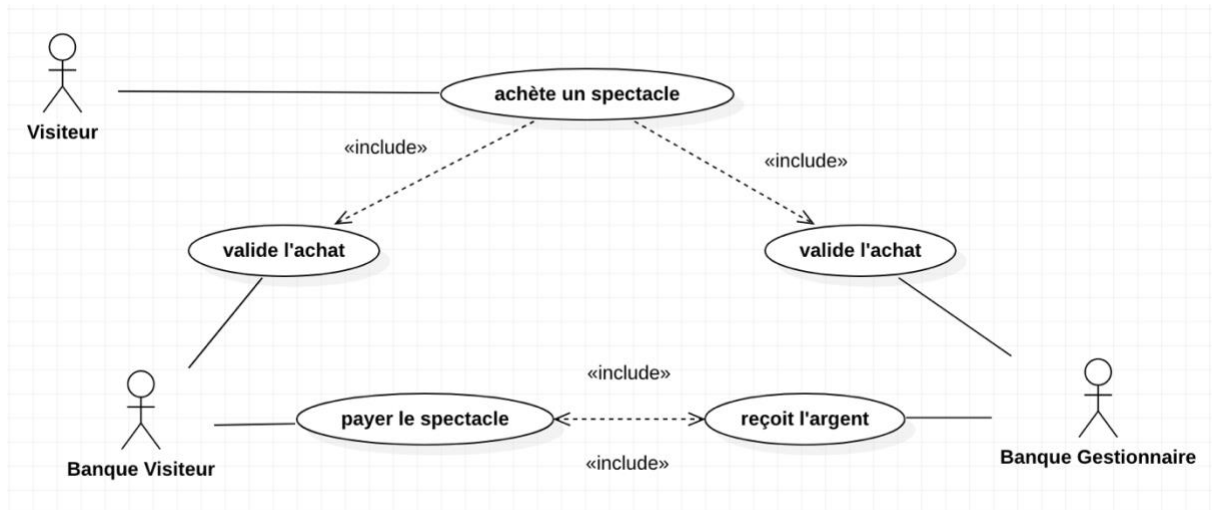 achète un spectacle
Visiteur
«include»
«include»
valide l'achat
valide l'achat
«include»
payer le spectacle
reçoit l'argent
«include»
Banque Visiteur
Banque Gestionnaire